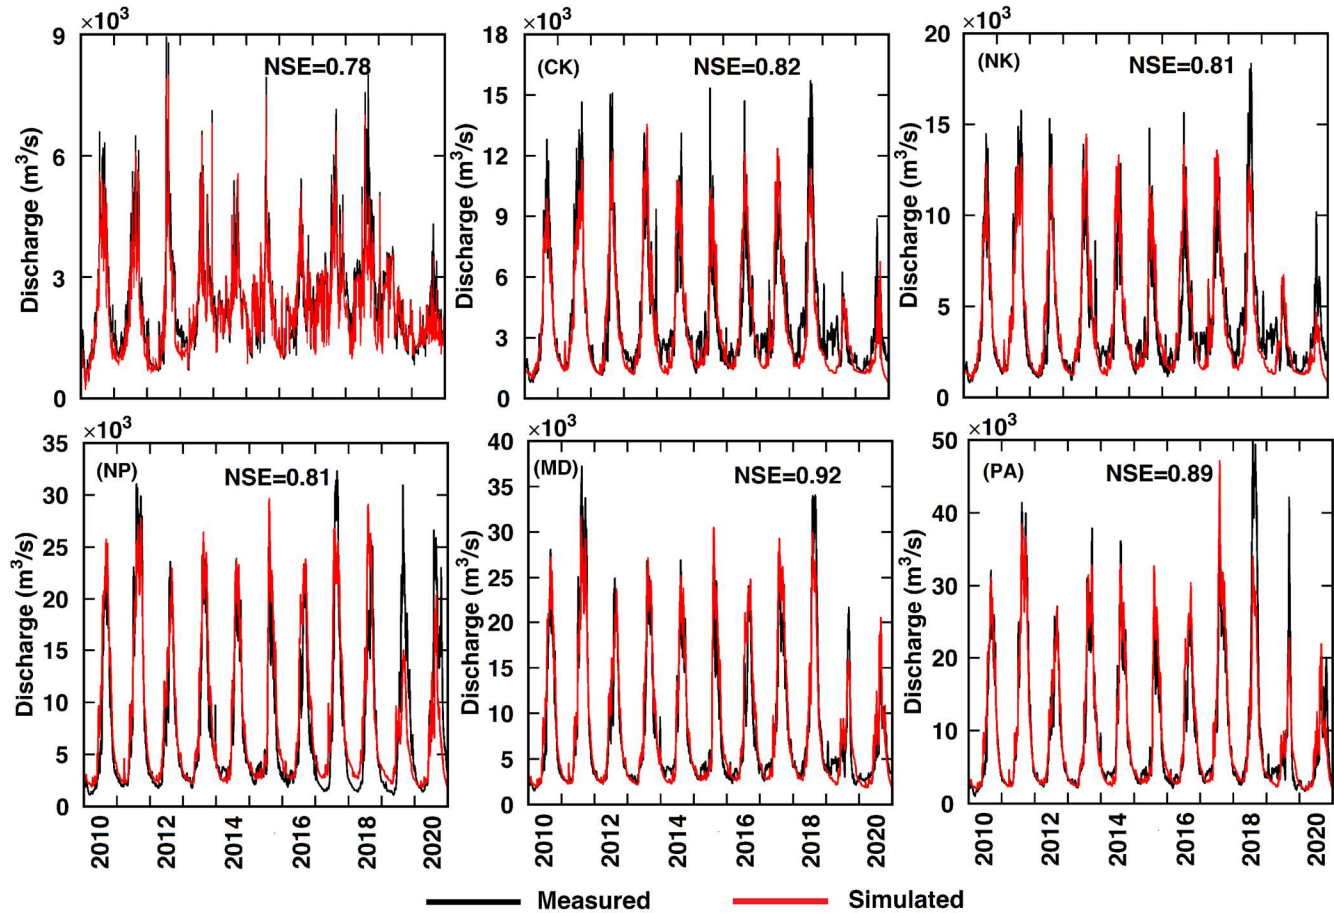 ×10³
9
6
3
0
Discharge (m³/s)
NSE=0.78
×10³
18
15
12
9
6
3
0
Discharge (m³/s)
(CK)
NSE=0.82
×10³
20
15
10
5
0
Discharge (m³/s)
(NK)
NSE=0.81
×10³
35
30
25
20
15
10
5
0
Discharge (m³/s)
(NP)
NSE=0.81
2010 2012 2014 2016 2018 2020
×10³
40
35
30
25
20
15
10
5
0
Discharge (m³/s)
(MD)
NSE=0.92
2010 2012 2014 2016 2018 2020
×10³
50
40
30
20
10
0
Discharge (m³/s)
(PA)
NSE=0.89
2010 2012 2014 2016 2018 2020
Measured Simulated